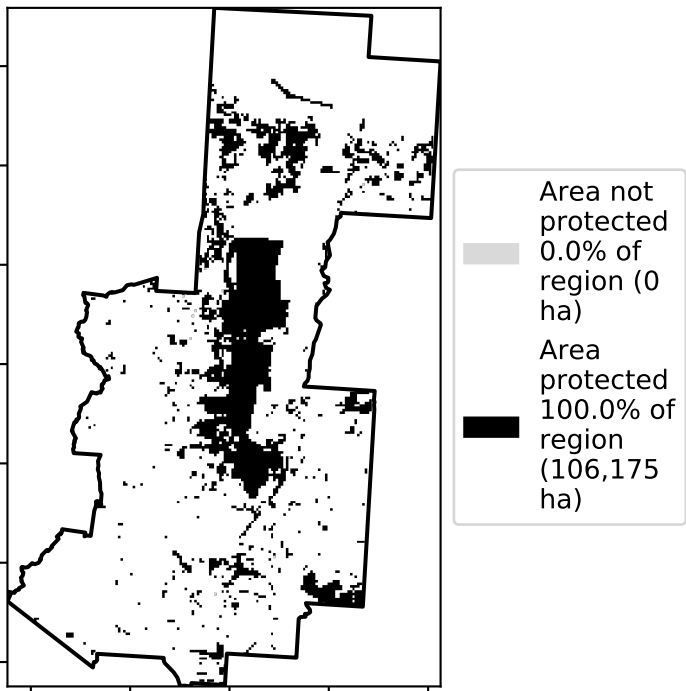 Area not
protected
0.0% of
region (0
ha)
Area
protected
100.0% of
region
(106,175
ha)